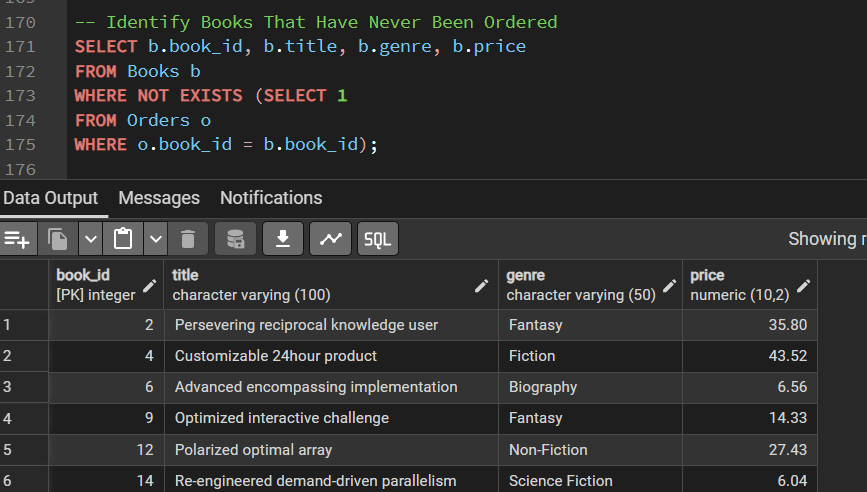 169
170 -- Identify Books That Have Never Been Ordered
171 SELECT b.book_id, b.title, b.genre, b.price
172 FROM Books b
173 WHERE NOT EXISTS (SELECT 1
174 FROM Orders o
175 WHERE o.book_id = b.book_id);
176
Data Output Messages Notifications
SQL Showing r
book_id title genre price
[PK] integer character varying (100) character varying (50) numeric (10,2)
1 2 Persevering reciprocal knowledge user Fantasy 35.80
2 4 Customizable 24hour product Fiction 43.52
3 6 Advanced encompassing implementation Biography 6.56
4 9 Optimized interactive challenge Fantasy 14.33
5 12 Polarized optimal array Non-Fiction 27.43
6 14 Re-engineered demand-driven parallelism Science Fiction 6.04